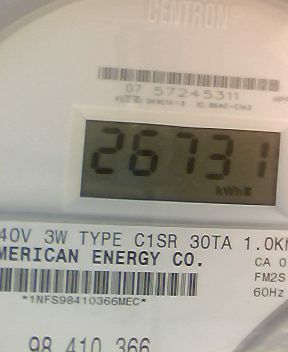 CENTRON®
07 57245311
26731
kWh
40V 3W TYPE C1SR 30TA 1.0K
MERICAN ENERGY CO.
CA 0
FM2S
*1NFS98410366MEC*
60Hz
98 410 366